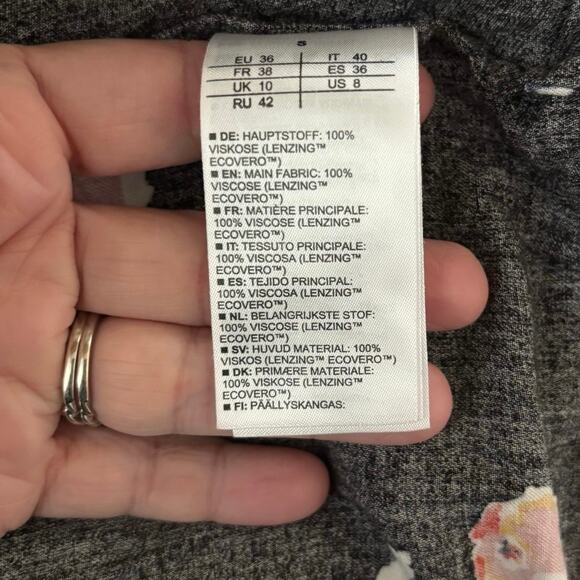 S
EU 36 IT 40
FR 38 ES 36
UK 10 US 8
RU 42
■ DE: HAUPTSTOFF: 100%
VISKOSE (LENZING™
ECOVERO™)
■ EN: MAIN FABRIC: 100%
VISCOSE (LENZING™
ECOVERO™)
■ FR: MATIÈRE PRINCIPALE:
100% VISCOSE (LENZING™
ECOVERO™)
■ IT: TESSUTO PRINCIPALE:
100% VISCOSA (LENZING™
ECOVERO™)
■ ES: TEJIDO PRINCIPAL:
100% VISCOSA (LENZING™
ECOVERO™)
■ NL: BELANGRIJKSTE STOF:
100% VISCOSE (LENZING™
ECOVERO™)
■ SV: HUVUD MATERIAL: 100%
VISKOS (LENZING™ ECOVERO™)
■ DK: PRIMÆRE MATERIALE:
100% VISKOSE (LENZING™
ECOVERO™)
■ FI: PÄÄLLYSKANGAS: